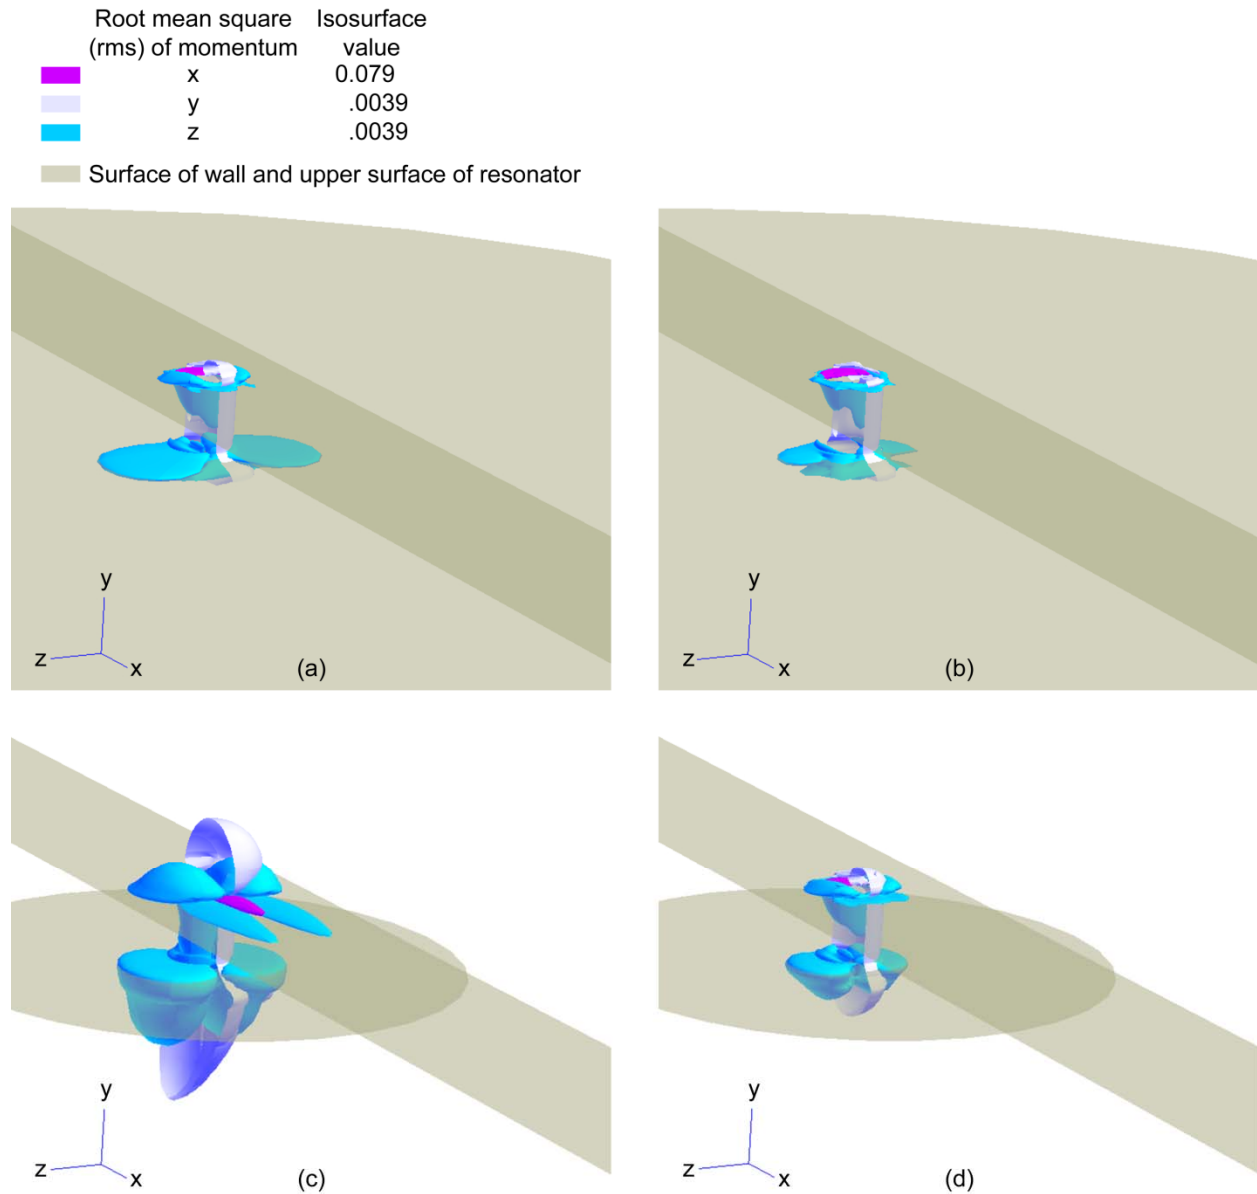 Root mean square Isosurface
(rms) of momentum value
x 0.079
y .0039
z .0039
Surface of wall and upper surface of resonator
y
z
x
(a)
y
z
x
(b)
y
z
x
(c)
y
z
x
(d)